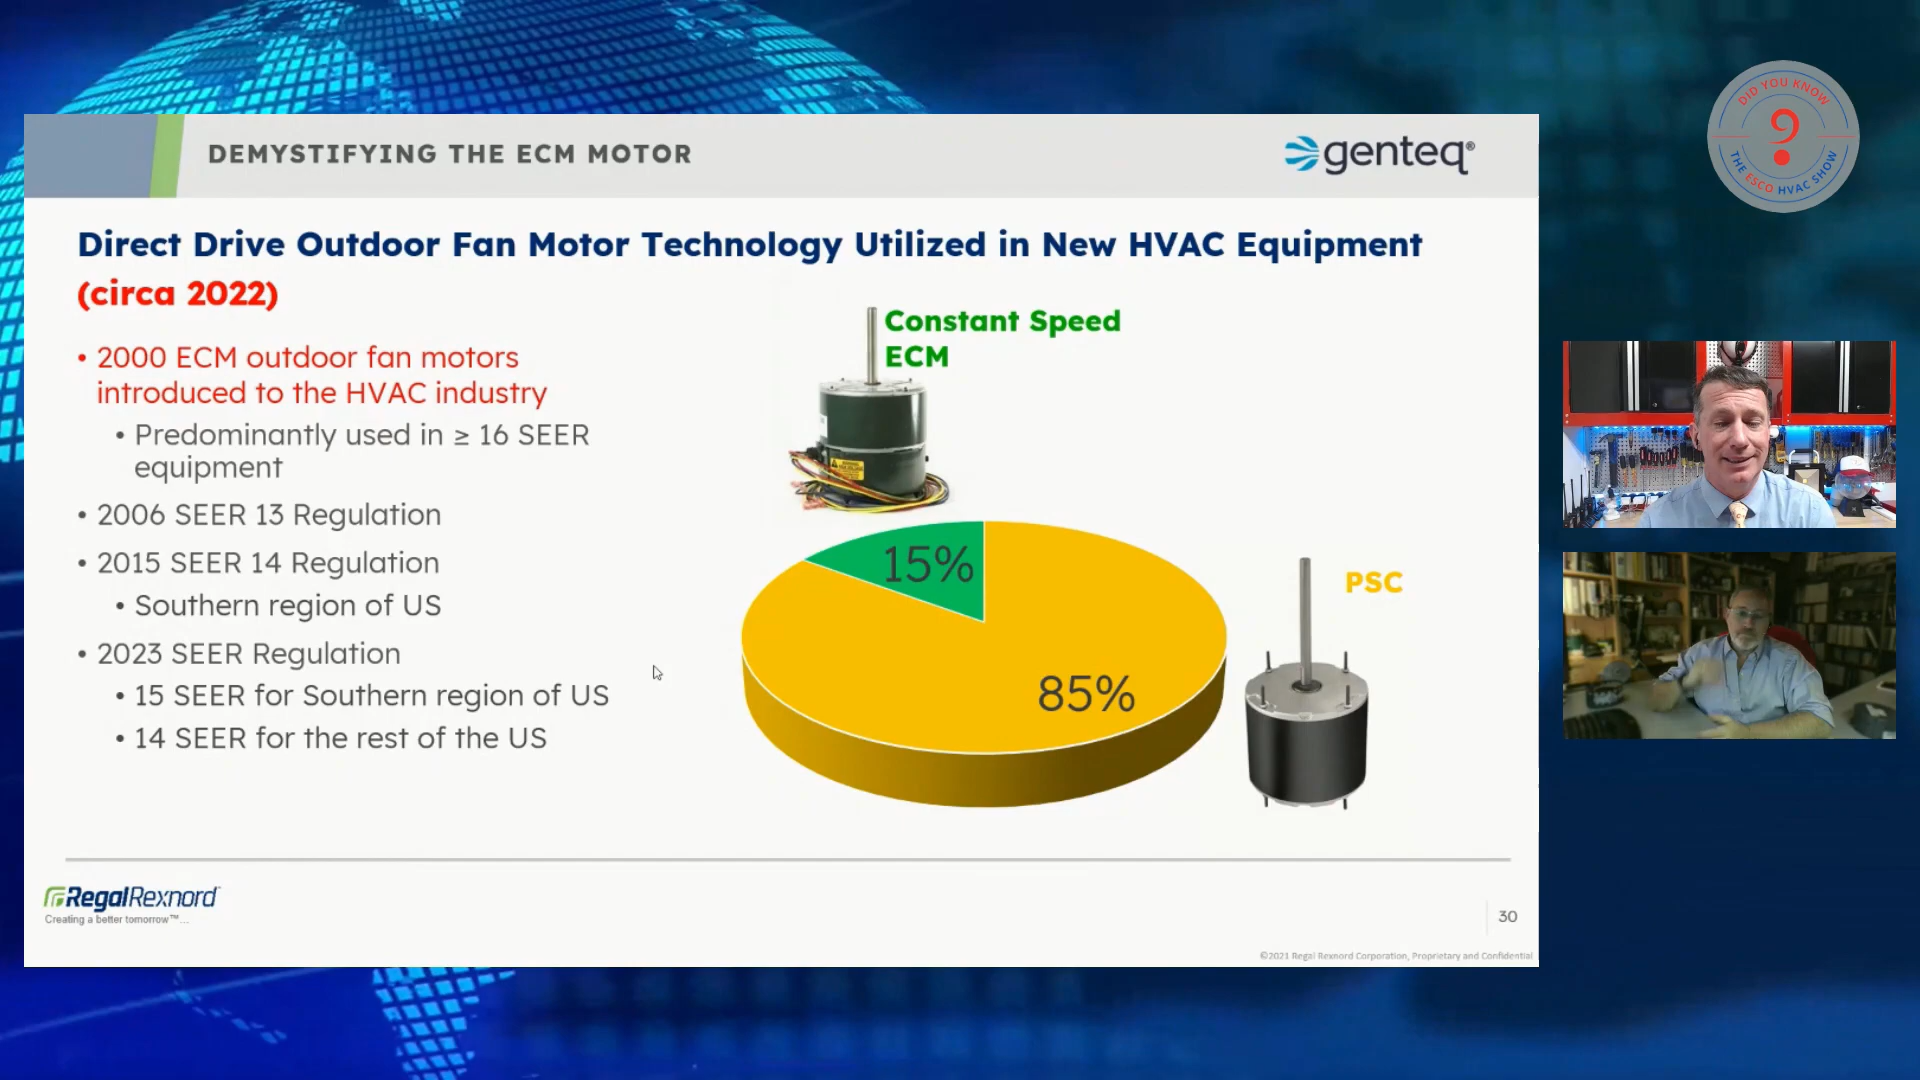 DEMYSTIFYING THE ECM MOTOR
genteq®
DID YOU KNOW
?
THE ESCO HVAC SHOW
Direct Drive Outdoor Fan Motor Technology Utilized in New HVAC Equipment
(circa 2022)
• 2000 ECM outdoor fan motors
introduced to the HVAC industry
• Predominantly used in ≥ 16 SEER
equipment
• 2006 SEER 13 Regulation
• 2015 SEER 14 Regulation
• Southern region of US
• 2023 SEER Regulation
• 15 SEER for Southern region of US
• 14 SEER for the rest of the US
Constant Speed
ECM
15%
85%
PSC
RegalRexnord
Creating a better tomorrow™...
30
©2021 Regal Rexnord Corporation, Proprietary and Confidential